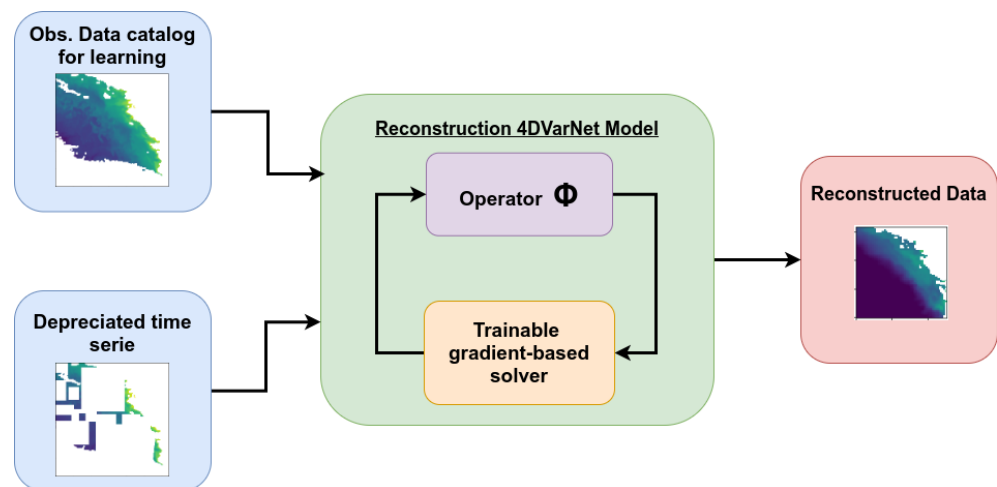 Obs. Data catalog
for learning
Depreciated time
serie
Reconstruction 4DVarNet Model
Operator Φ
Trainable
gradient-based
solver
Reconstructed Data